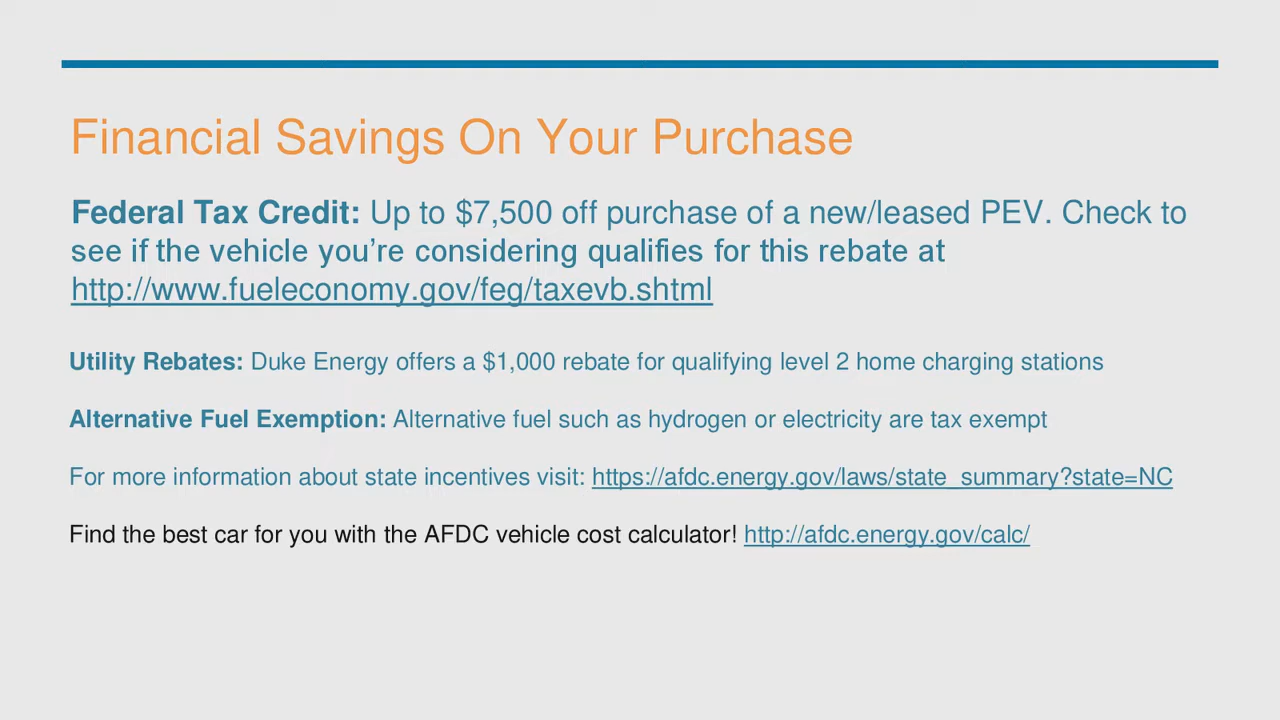 Financial Savings On Your Purchase
Federal Tax Credit: Up to $7,500 off purchase of a new/leased PEV. Check to
see if the vehicle you’re considering qualifies for this rebate at
http://www.fueleconomy.gov/feg/taxevb.shtml
Utility Rebates: Duke Energy offers a $1,000 rebate for qualifying level 2 home charging stations
Alternative Fuel Exemption: Alternative fuel such as hydrogen or electricity are tax exempt
For more information about state incentives visit: https://afdc.energy.gov/laws/state_summary?state=NC
Find the best car for you with the AFDC vehicle cost calculator! http://afdc.energy.gov/calc/